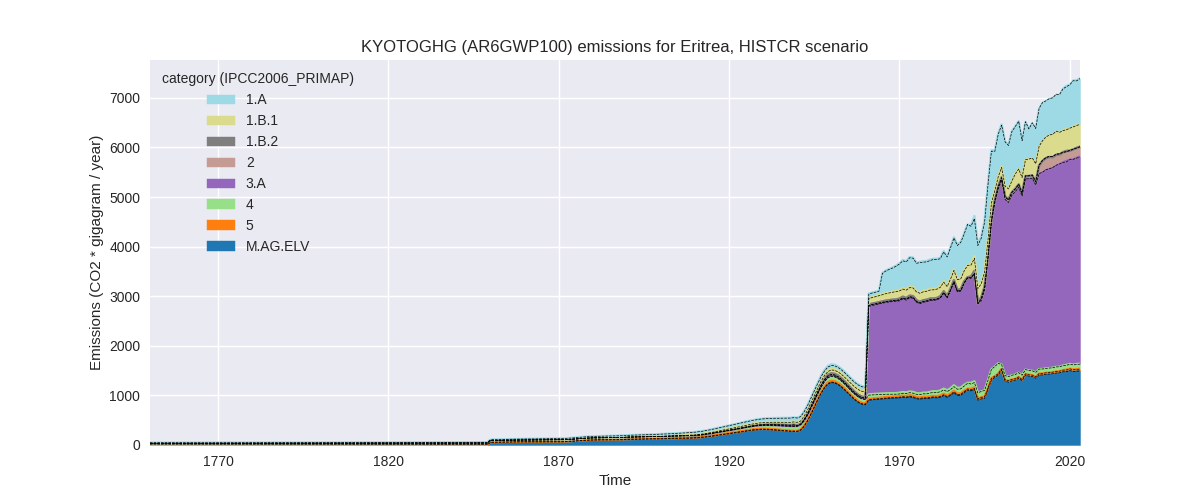 KYOTOGHG (AR6GWP100) emissions for Eritrea, HISTCR scenario
category (IPCC2006_PRIMAP)
1.A
1.B.1
1.B.2
2
3.A
4
5
M.AG.ELV
Emissions (CO2 * gigagram / year)
7000
6000
5000
4000
3000
2000
1000
0
1770
1820
1870
1920
1970
2020
Time